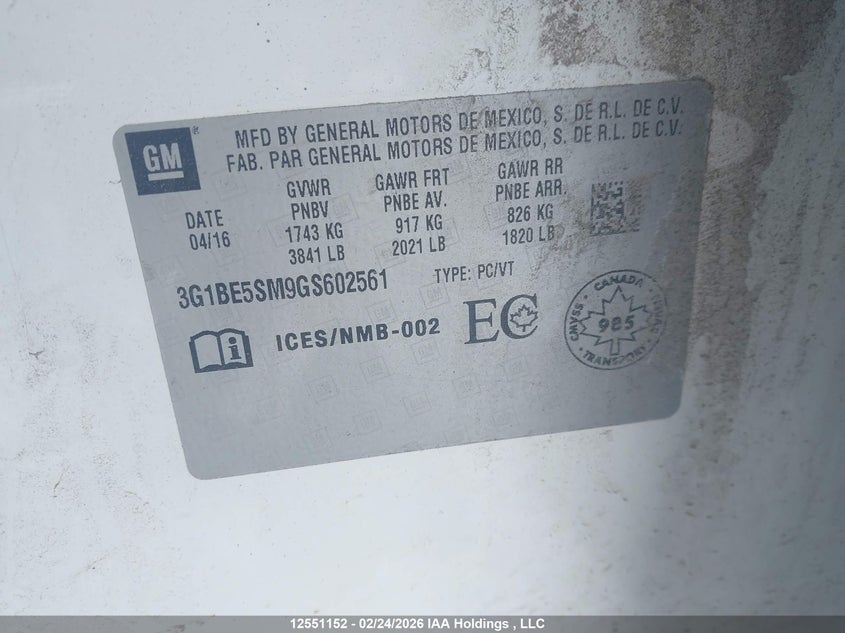 GM
MFD BY GENERAL MOTORS DE MEXICO, S. DE R.L. DE C.V.
FAB. PAR GENERAL MOTORS DE MEXICO, S. DE R.L. DE C.V.
DATE
04/16
GVWR
PNBV
1743 KG
3841 LB
GAWR FRT
PNBE AV.
917 KG
2021 LB
GAWR RR
PNBE ARR.
826 KG
1820 LB
3G1BE5SM9GS602561
TYPE: PC/VT
i
ICES/NMB-002
EC
CANADA
CMVSS
985
TRANSPORT
12551152 - 02/24/2026 IAA Holdings , LLC